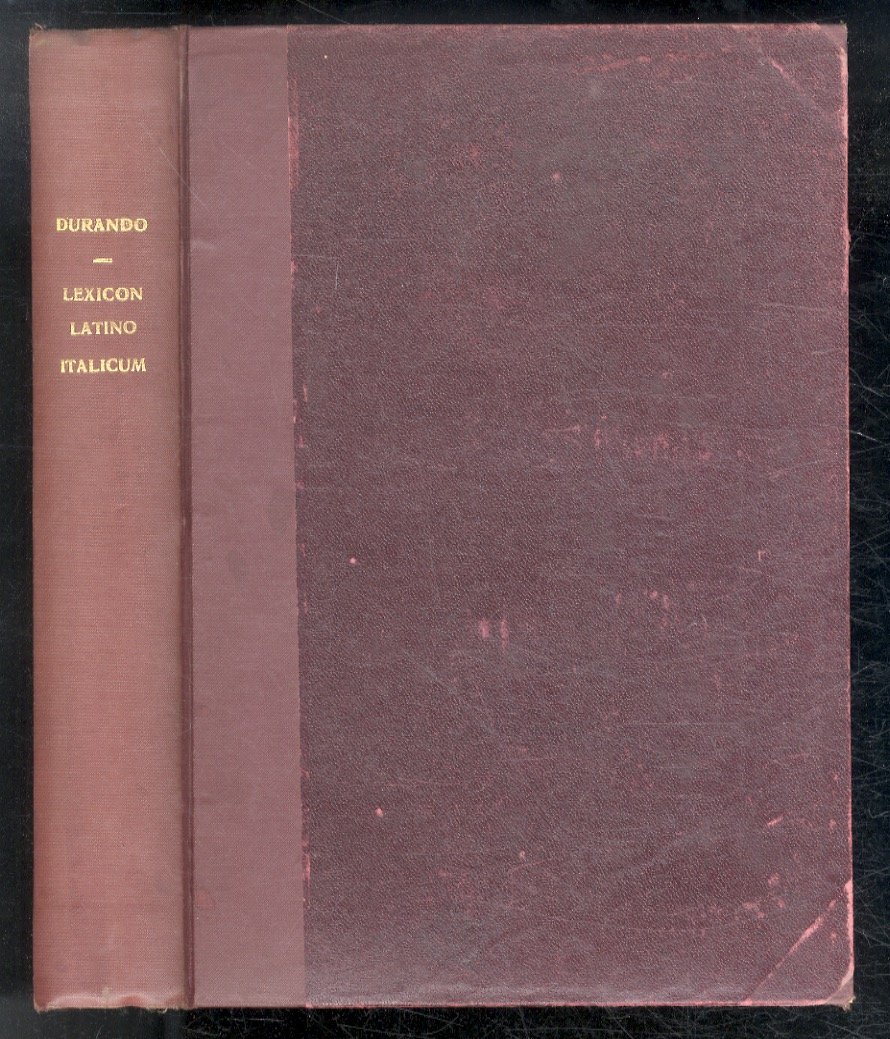 DURANDO
—
LEXICON
LATINO
ITALICUM